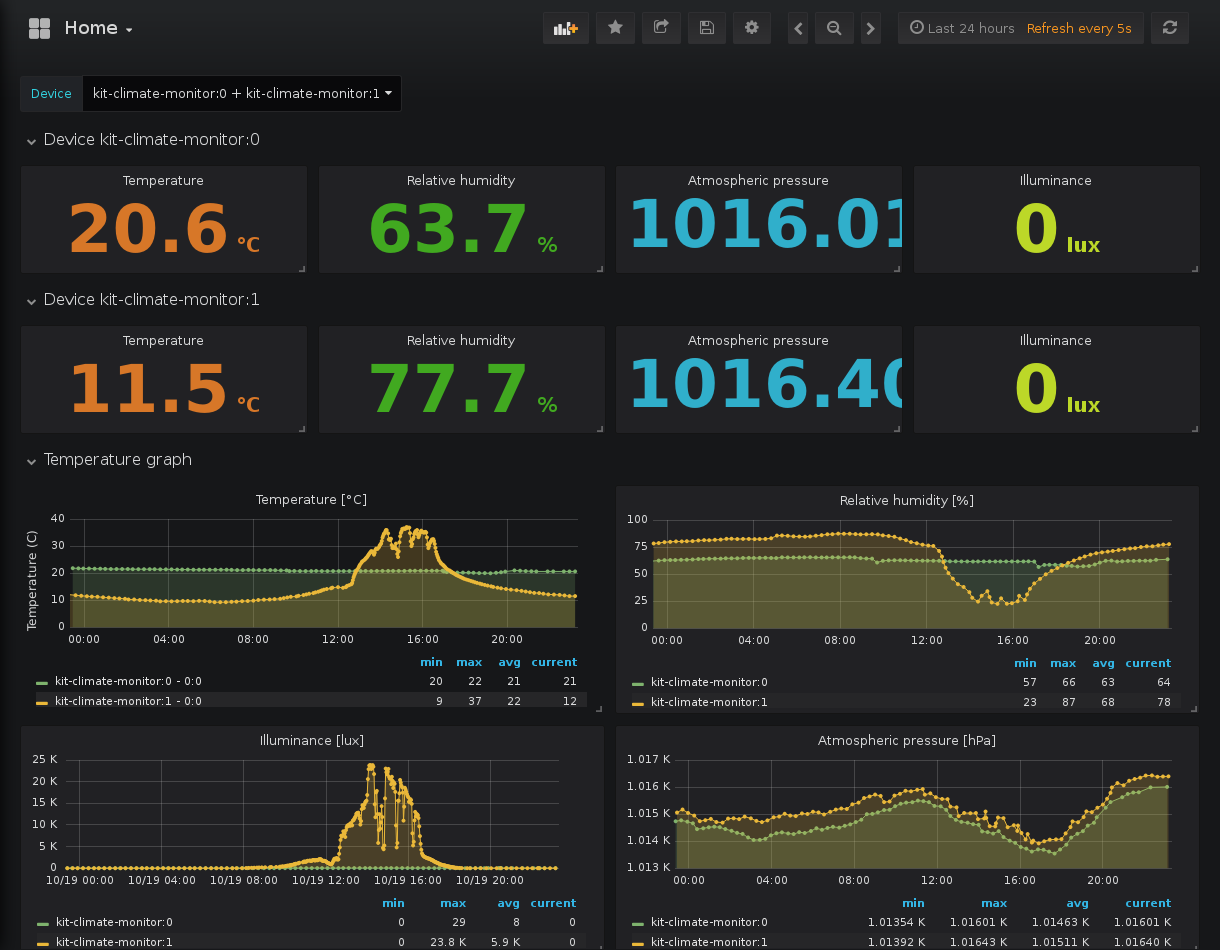 Home
Last 24 hours Refresh every 5s
Device kit-climate-monitor:0 + kit-climate-monitor:1
Device kit-climate-monitor:0
Temperature Relative humidity Atmospheric pressure Illuminance
20.6 °C 63.7 % 1016.01 0 lux
Device kit-climate-monitor:1
Temperature Relative humidity Atmospheric pressure Illuminance
11.5 °C 77.7 % 1016.40 0 lux
Temperature graph
Temperature [°C]
Temperature (C)
40
30
20
10
0
00:00 04:00 08:00 12:00 16:00 20:00
min max avg current
kit-climate-monitor:0 - 0:0 20 22 21 21
kit-climate-monitor:1 - 0:0 9 37 22 12
Relative humidity [%]
100
75
50
25
0
00:00 04:00 08:00 12:00 16:00 20:00
min max avg current
kit-climate-monitor:0 57 66 63 64
kit-climate-monitor:1 23 87 68 78
Illuminance [lux]
25 K
20 K
15 K
10 K
5 K
0
10/19 00:00 10/19 04:00 10/19 08:00 10/19 12:00 10/19 16:00 10/19 20:00
min max avg current
kit-climate-monitor:0 0 29 8 0
kit-climate-monitor:1 0 23.8 K 5.9 K 0
Atmospheric pressure [hPa]
1.017 K
1.016 K
1.015 K
1.014 K
1.013 K
00:00 04:00 08:00 12:00 16:00 20:00
min max avg current
kit-climate-monitor:0 1.01354 K 1.01601 K 1.01463 K 1.01601 K
kit-climate-monitor:1 1.01392 K 1.01643 K 1.01511 K 1.01640 K